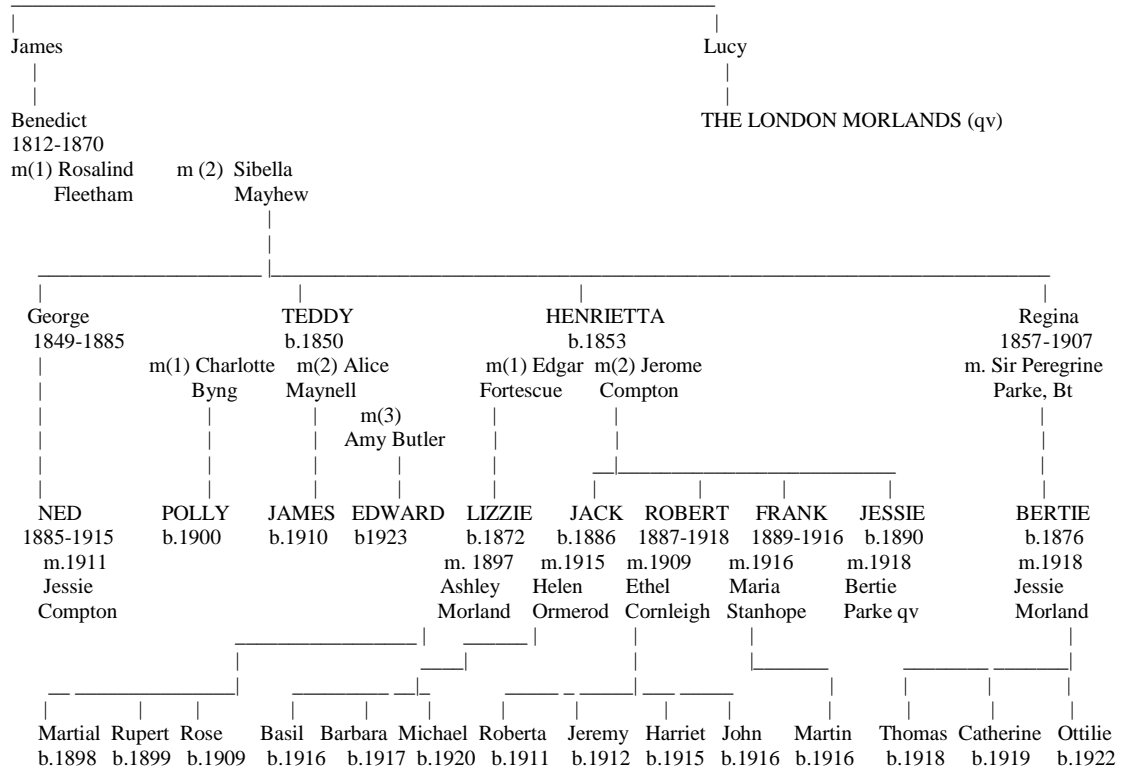 James Lucy
Benedict THE LONDON MORLANDS (qv)
1812-1870
m(1) Rosalind m (2) Sibella
Fleetham Mayhew
George TEDDY HENRIETTA Regina
1849-1885 b.1850 b.1853 1857-1907
m(1) Charlotte m(2) Alice m(1) Edgar m(2) Jerome m. Sir Peregrine
Byng Maynell Fortescue Compton Parke, Bt
m(3)
Amy Butler
NED POLLY JAMES EDWARD LIZZIE JACK ROBERT FRANK JESSIE BERTIE
1885-1915 b.1900 b.1910 b1923 b.1872 b.1886 1887-1918 1889-1916 b.1890 b.1876
m.1911 m. 1897 m.1915 m.1909 m.1916 m.1918 m.1918
Jessie Ashley Helen Ethel Maria Bertie Jessie
Compton Morland Ormerod Cornleigh Stanhope Parke qv Morland
Martial Rupert Rose Basil Barbara Michael Roberta Jeremy Harriet John Martin Thomas Catherine Ottilie
b.1898 b.1899 b.1909 b.1916 b.1917 b.1920 b.1911 b.1912 b.1915 b.1916 b.1916 b.1918 b.1919 b.1922